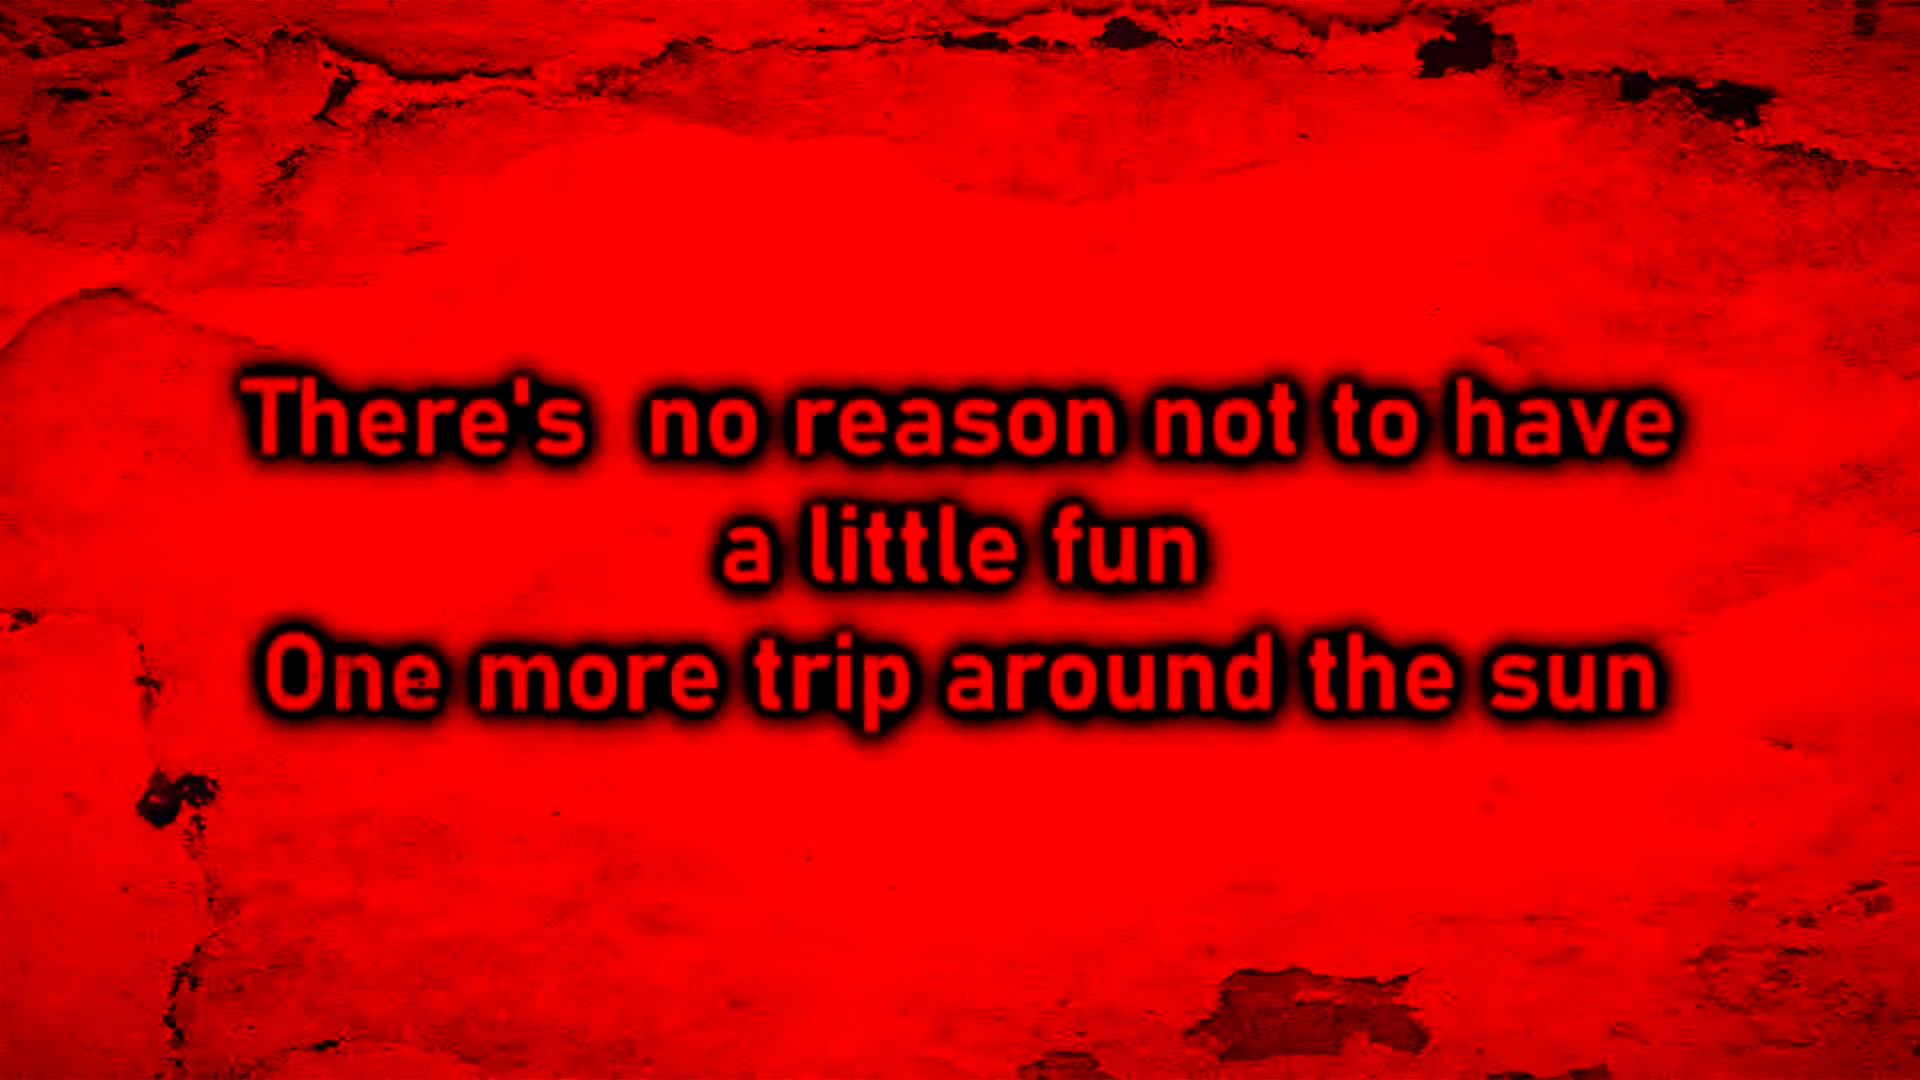 There's  no reason not to have
a little fun
One more trip around the sun